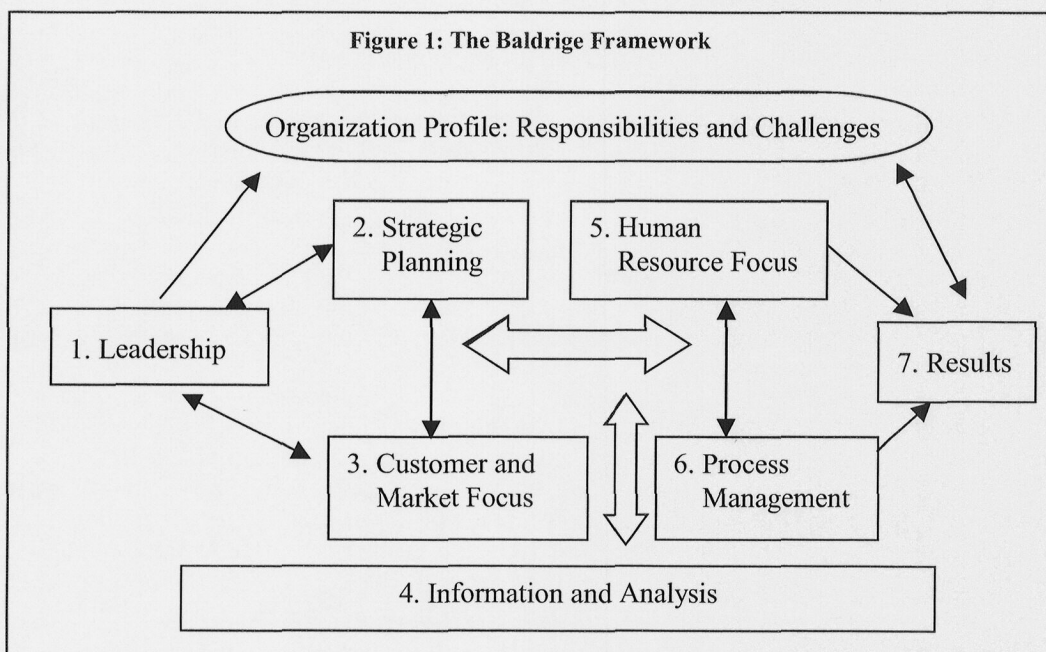 Figure 1: The Baldrige Framework
Organization Profile: Responsibilities and Challenges
2. Strategic
Planning
5. Human
Resource Focus
1. Leadership
7. Results
3. Customer and
Market Focus
6. Process
Management
4. Information and Analysis